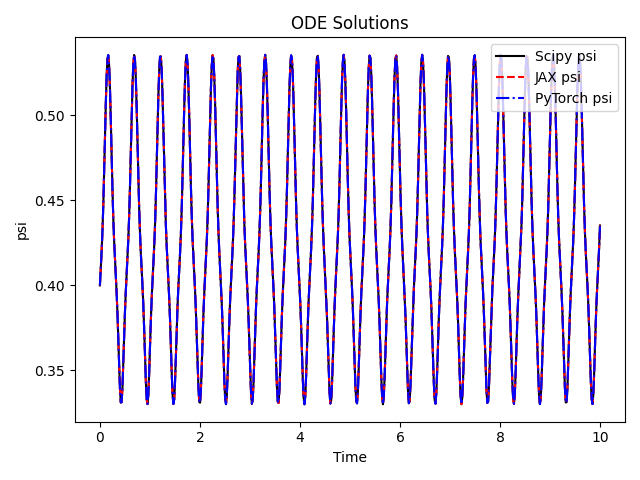 ODE Solutions
Scipy psi
JAX psi
PyTorch psi
psi
0.50
0.45
0.40
0.35
0 2 4 6 8 10
Time